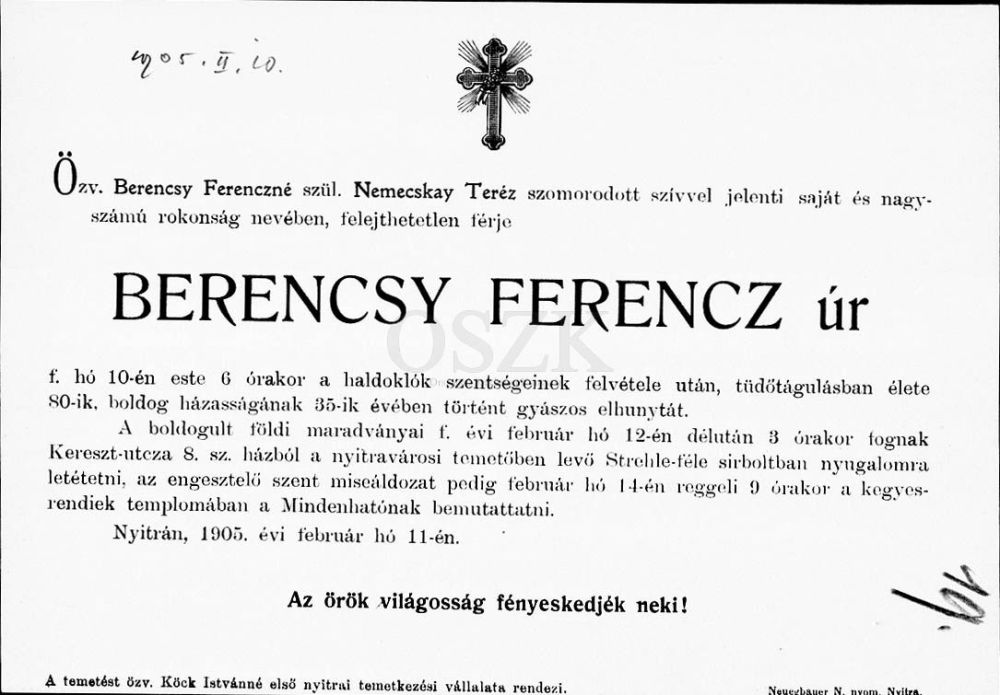 1905. II. 10.
Özv. Berencsy Ferenczné szül. Nemecskay Teréz szomorodott szívvel jelenti saját és nagy-
számú rokonság nevében, felejthetetlen férje
BERENCSY FERENCZ úr
OSZK
f. hó 10-én este 6 órakor a haldoklók szentségeinek felvétele után, tüdőtágulásban élete
80-ik, boldog házasságának 35-ik évében történt gyászos elhunytát.
A boldogult földi maradványai f. évi február hó 12-én délután 3 órakor fognak
Kereszt-utcza 8. sz. házból a nyitravárosi temetőben levő Strehle-féle sirboltban nyugalomra
letétetni, az engesztelő szent miseáldozat pedig február hó 14-én reggeli 9 órakor a kegyes-
rendiek templomában a Mindenhatónak bemutattatni.
Nyitrán, 1905. évi február hó 11-én.
Az örök világosság fényeskedjék neki!
A temetést özv. Köck Istvánné első nyitrai temetkezési vállalata rendezi.
Neugebauer N. nyom. Nyitra.